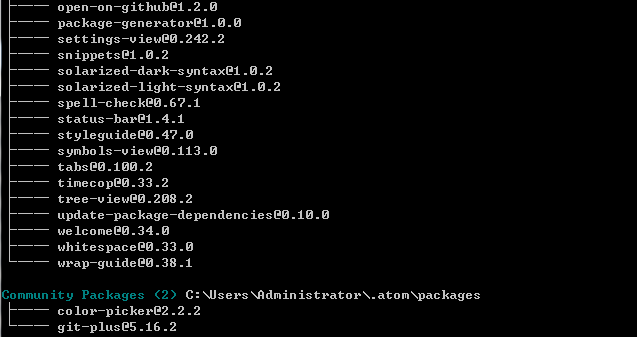 ├── open-on-github@1.2.0
├── package-generator@1.0.0
├── settings-view@0.242.2
├── snippets@1.0.2
├── solarized-dark-syntax@1.0.2
├── solarized-light-syntax@1.0.2
├── spell-check@0.67.1
├── status-bar@1.4.1
├── styleguide@0.47.0
├── symbols-view@0.113.0
├── tabs@0.100.2
├── timecop@0.33.2
├── tree-view@0.208.2
├── update-package-dependencies@0.10.0
├── welcome@0.34.0
├── whitespace@0.33.0
└── wrap-guide@0.38.1
Community Packages (2) C:\Users\Administrator\.atom\packages
├── color-picker@2.2.2
└── git-plus@5.16.2